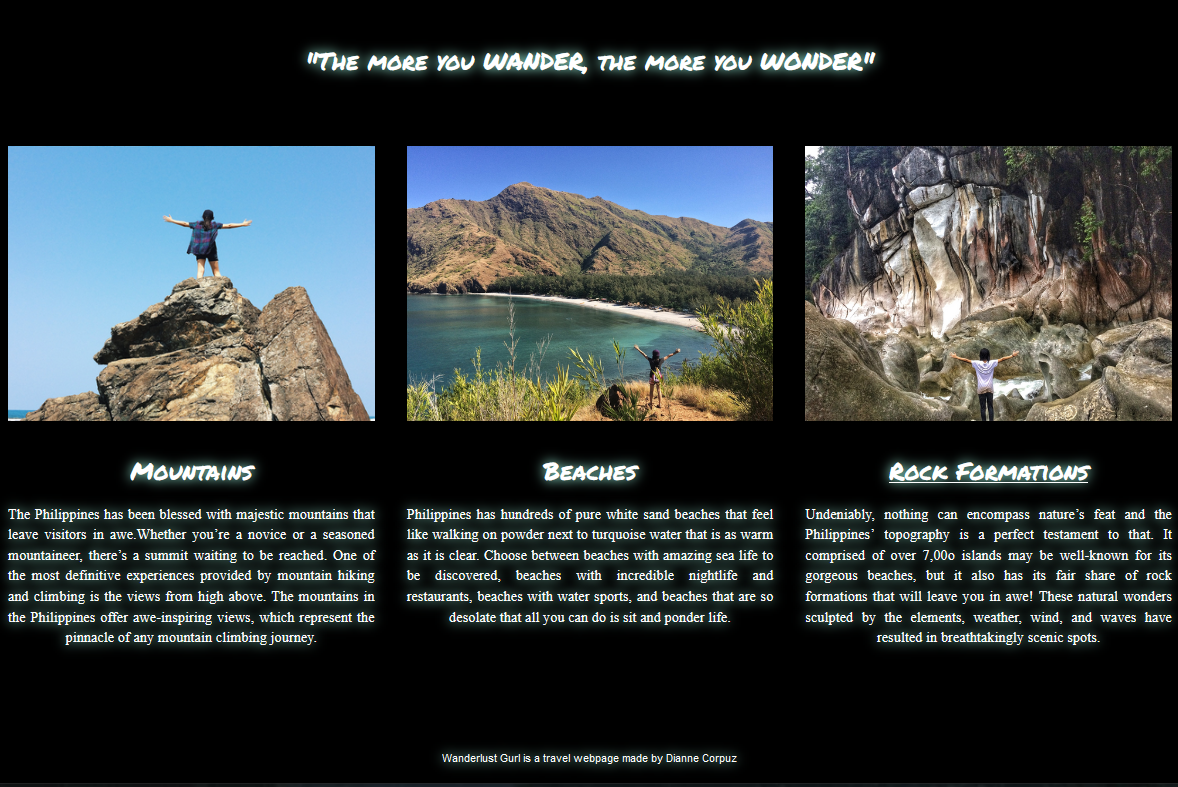 "The more you WANDER, the more you WONDER"
Mountains
The Philippines has been blessed with majestic mountains that
leave visitors in awe.Whether you’re a novice or a seasoned
mountaineer, there’s a summit waiting to be reached. One of
the most definitive experiences provided by mountain hiking
and climbing is the views from high above. The mountains in
the Philippines offer awe-inspiring views, which represent the
pinnacle of any mountain climbing journey.
Beaches
Philippines has hundreds of pure white sand beaches that feel
like walking on powder next to turquoise water that is as warm
as it is clear. Choose between beaches with amazing sea life to
be discovered, beaches with incredible nightlife and
restaurants, beaches with water sports, and beaches that are so
desolate that all you can do is sit and ponder life.
Rock Formations
Undeniably, nothing can encompass nature’s feat and the
Philippines’ topography is a perfect testament to that. It
comprised of over 7,00o islands may be well-known for its
gorgeous beaches, but it also has its fair share of rock
formations that will leave you in awe! These natural wonders
sculpted by the elements, weather, wind, and waves have
resulted in breathtakingly scenic spots.
Wanderlust Gurl is a travel webpage made by Dianne Corpuz